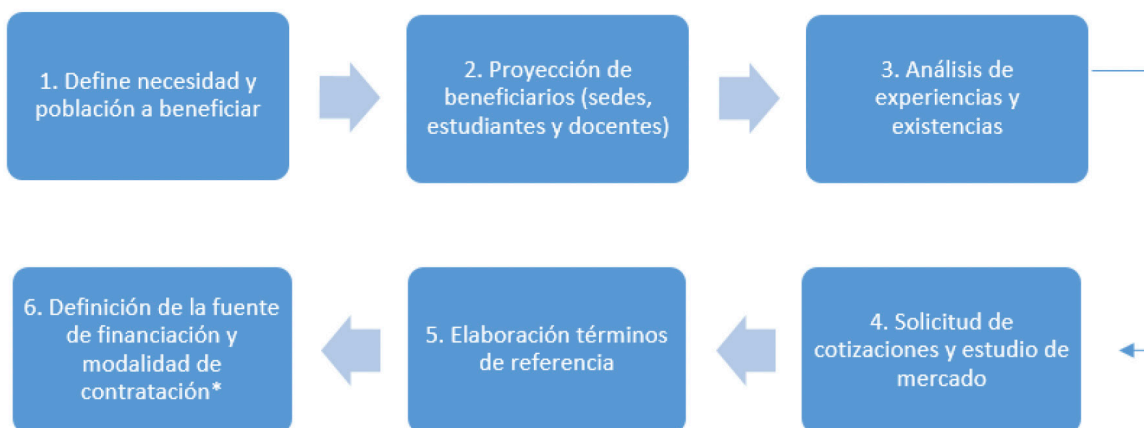 1. Define necesidad y
población a beneficiar
2. Proyección de
beneficiarios (sedes,
estudiantes y docentes)
3. Análisis de
experiencias y
existencias
4. Solicitud de
cotizaciones y estudio de
mercado
5. Elaboración términos
de referencia
6. Definición de la fuente
de financiación y
modalidad de
contratación*